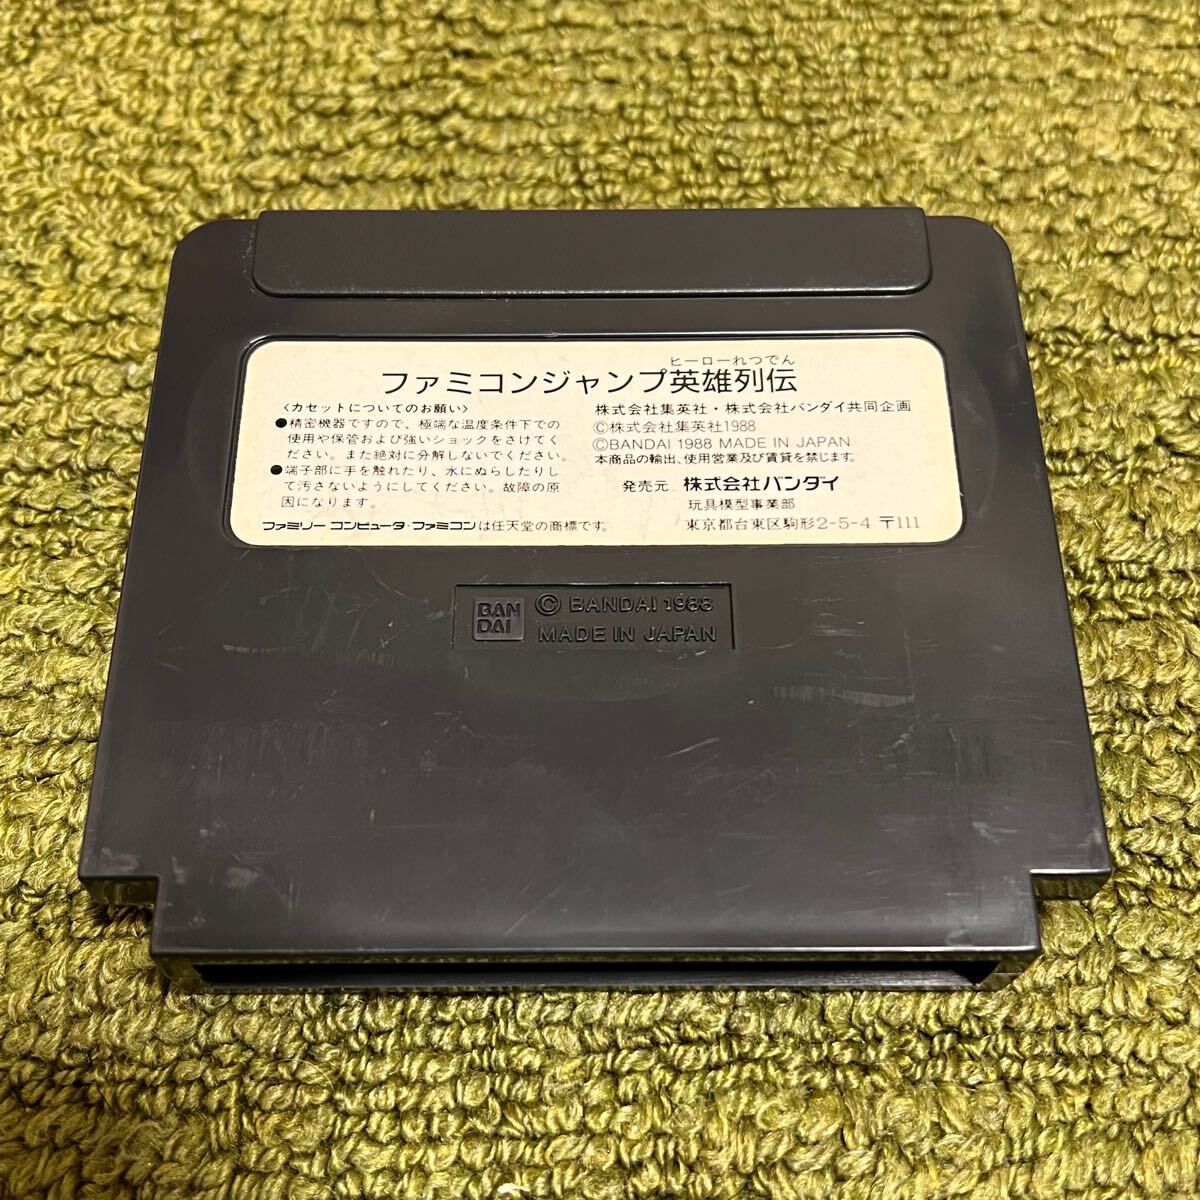 ヒーローれつでん
ファミコンジャンプ英雄列伝
〈カセットについてのお願い〉
●精密機器ですので、極端な温度条件下での
使用や保管および強いショックをさけてく
ださい。また絶対に分解しないでください。
●端子部に手を触れたり、水にぬらしたりし
て汚さないようにしてください。故障の原
因になります。
ファミリーコンピュータ・ファミコンは任天堂の商標です。
株式会社集英社・株式会社バンダイ共同企画
©株式会社集英社1988
©BANDAI 1988 MADE IN JAPAN
本商品の輸出、使用営業及び賃貸を禁じます。
発売元 株式会社バンダイ
玩具模型事業部
東京都台東区駒形2-5-4 〒111
BAN
DAI
© BANDAI 1988
MADE IN JAPAN